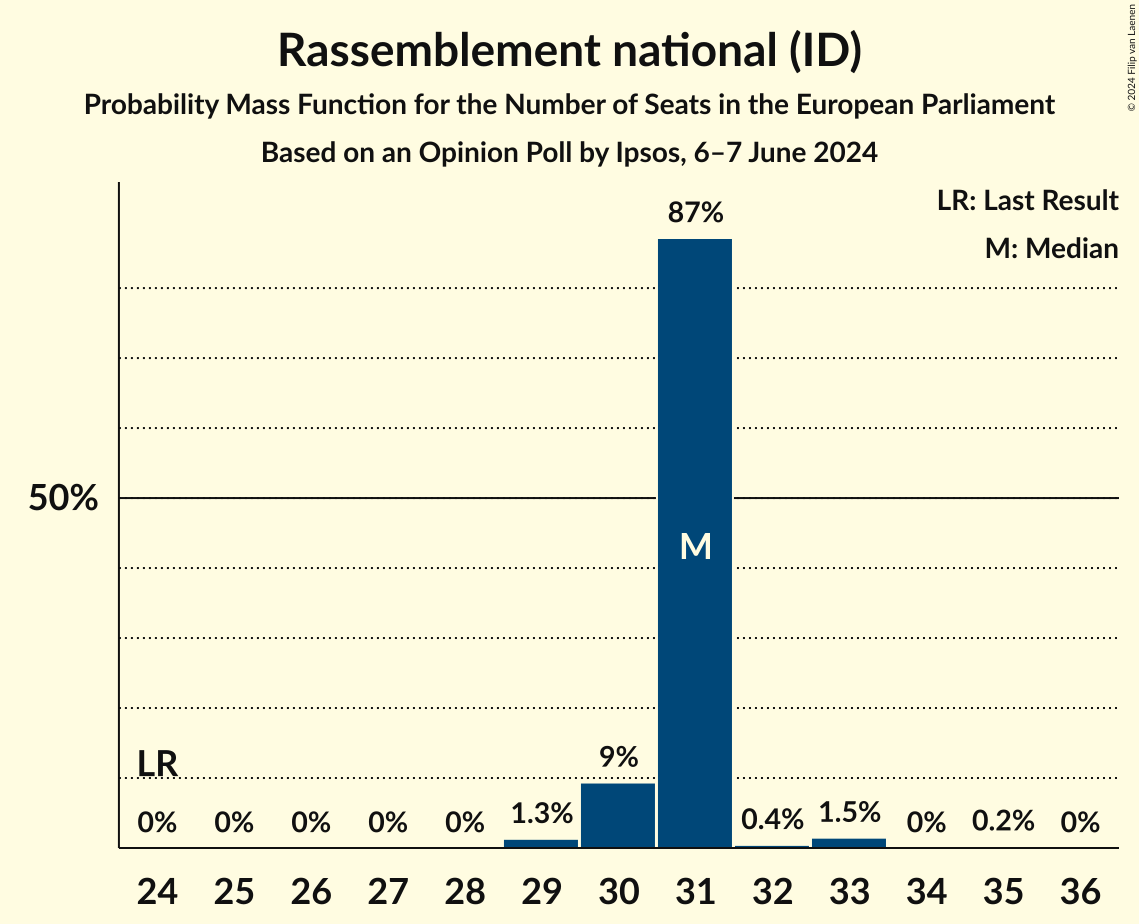 Rassemblement national (ID)
Probability Mass Function for the Number of Seats in the European Parliament
Based on an Opinion Poll by Ipsos, 6–7 June 2024
© 2024 Filip van Laenen
LR: Last Result
M: Median
87%
50%
M
LR
9%
0% 0% 0% 0% 0% 1.3% 0.4% 1.5% 0% 0.2% 0%
24 25 26 27 28 29 30 31 32 33 34 35 36